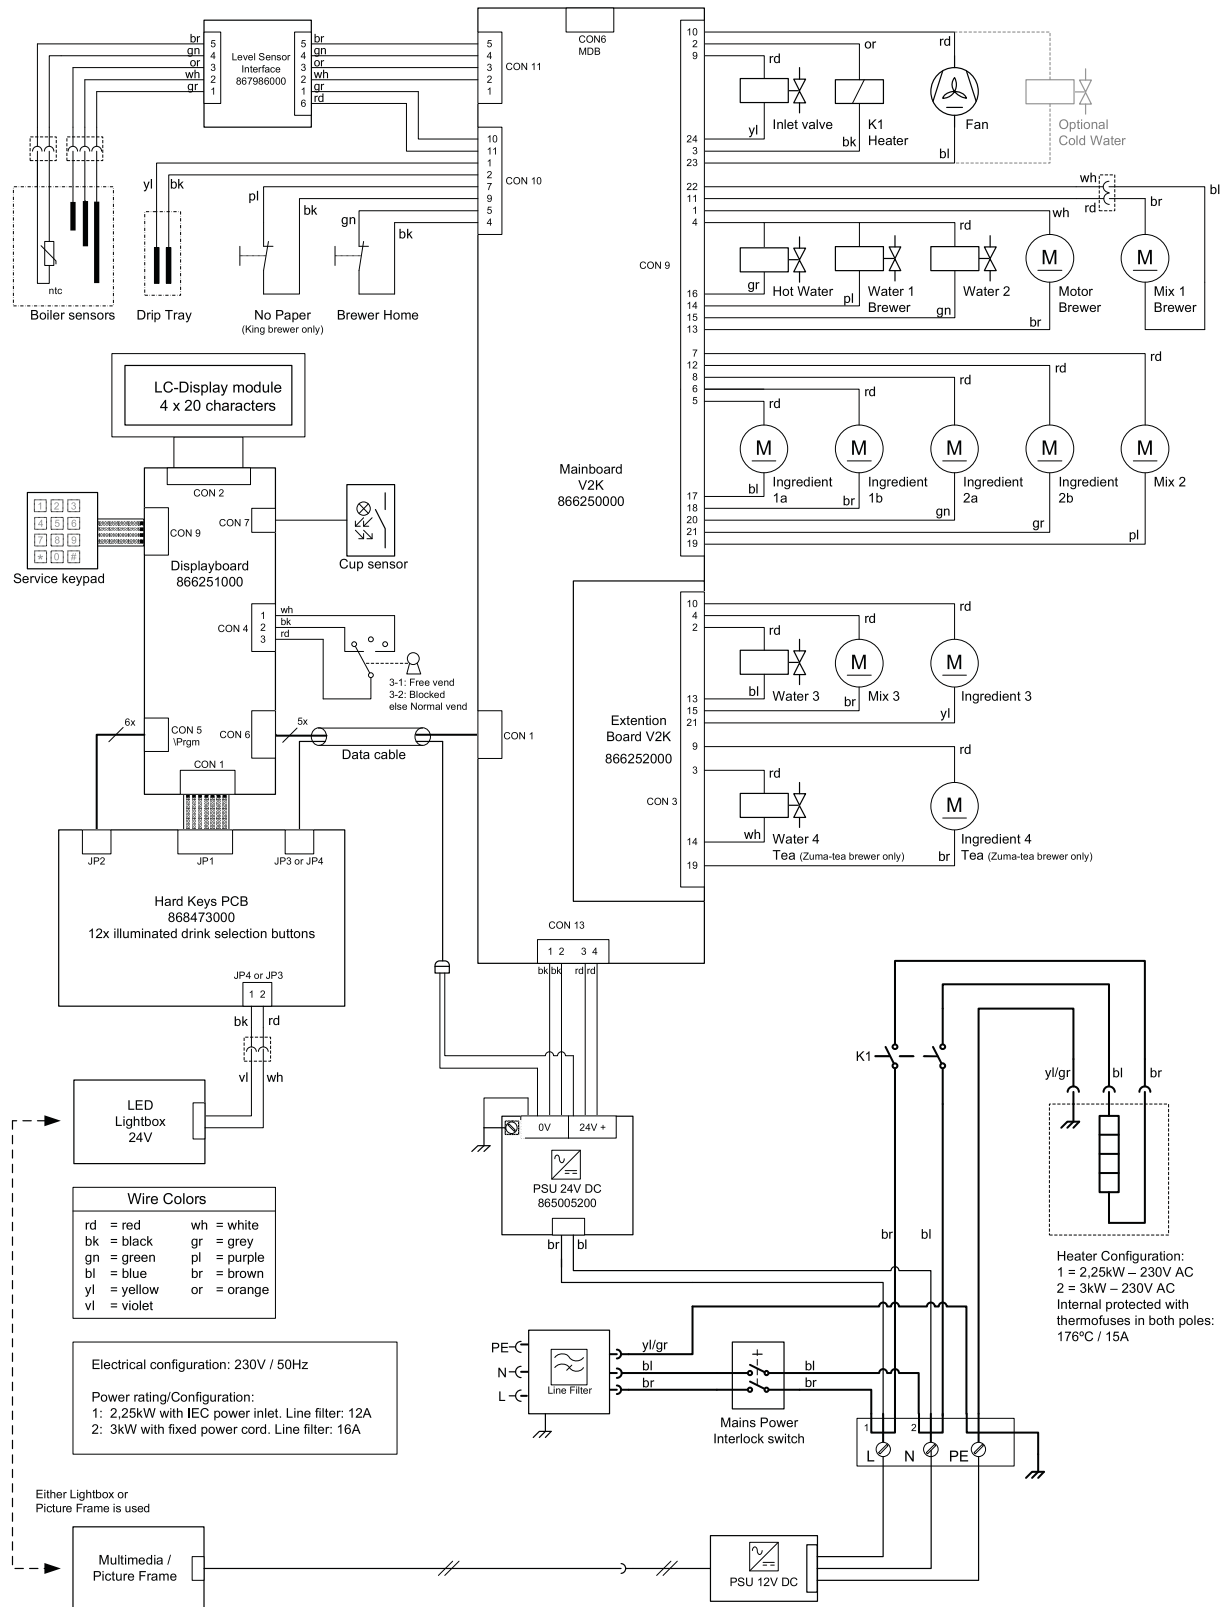 CON6
MDB
br
gn
or
wh
gr
5
4
3
2
1
Level Sensor
Interface
867986000
5
4
3
2
1
6
br
gn
or
wh
gr
rd
5
4
3
2
1
CON 11
10
11
1
2
7
9
5
4
CON 10
yl
bk
pl
bk
gn
bk
ntc
Boiler sensors
Drip Tray
No Paper
(King brewer only)
Brewer Home
10
2
9
24
3
23
rd
yl
Inlet valve
or
bk
K1
Heater
rd
bl
Fan
Optional
Cold Water
22
11
1
4
wh
rd
bl
br
wh
rd
CON 9
16
14
15
13
gr
Hot Water
pl
Water 1
Brewer
gn
Water 2
br
M
Motor
Brewer
M
Mix 1
Brewer
7
12
8
6
5
rd
rd
rd
rd
rd
M
M
M
M
M
Ingredient
1a
Ingredient
1b
Ingredient
2a
Ingredient
2b
Mix 2
17
18
20
21
19
bl
br
gn
gr
pl
Mainboard
V2K
866250000
LC-Display module
4 x 20 characters
CON 2
1 2 3
4 5 6
7 8 9
* 0 #
Service keypad
CON 9
CON 7
Displayboard
866251000
Cup sensor
CON 4
1
2
3
wh
bk
rd
3-1: Free vend
3-2: Blocked
else Normal vend
6x
CON 5
\Prgm
CON 6
5x
Data cable
CON 1
CON 1
JP2
JP1
JP3 or JP4
Hard Keys PCB
868473000
12x illuminated drink selection buttons
JP4 or JP3
1 2
bk
rd
vl
wh
LED
Lightbox
24V
Extention
Board V2K
866252000
CON 3
10
4
2
13
15
21
9
3
14
19
rd
rd
rd
bl
Water 3
br
M
Mix 3
yl
M
Ingredient 3
rd
rd
wh
Water 4
Tea (Zuma-tea brewer only)
br
M
Ingredient 4
Tea (Zuma-tea brewer only)
CON 13
1 2 3 4
bk bk rd rd
0V
24V +
PSU 24V DC
865005200
br
bl
K1
yl/gr
bl
br
br
bl
Heater Configuration:
1 = 2,25kW – 230V AC
2 = 3kW – 230V AC
Internal protected with
thermofuses in both poles:
176ºC / 15A
Wire Colors
rd = red wh = white
bk = black gr = grey
gn = green pl = purple
bl = blue br = brown
yl = yellow or = orange
vl = violet
Electrical configuration: 230V / 50Hz
Power rating/Configuration:
1: 2,25kW with IEC power inlet. Line filter: 12A
2: 3kW with fixed power cord. Line filter: 16A
PE
N
L
Line Filter
yl/gr
bl
br
bl
br
Mains Power
Interlock switch
1
2
L
N
PE
Either Lightbox or
Picture Frame is used
Multimedia /
Picture Frame
PSU 12V DC